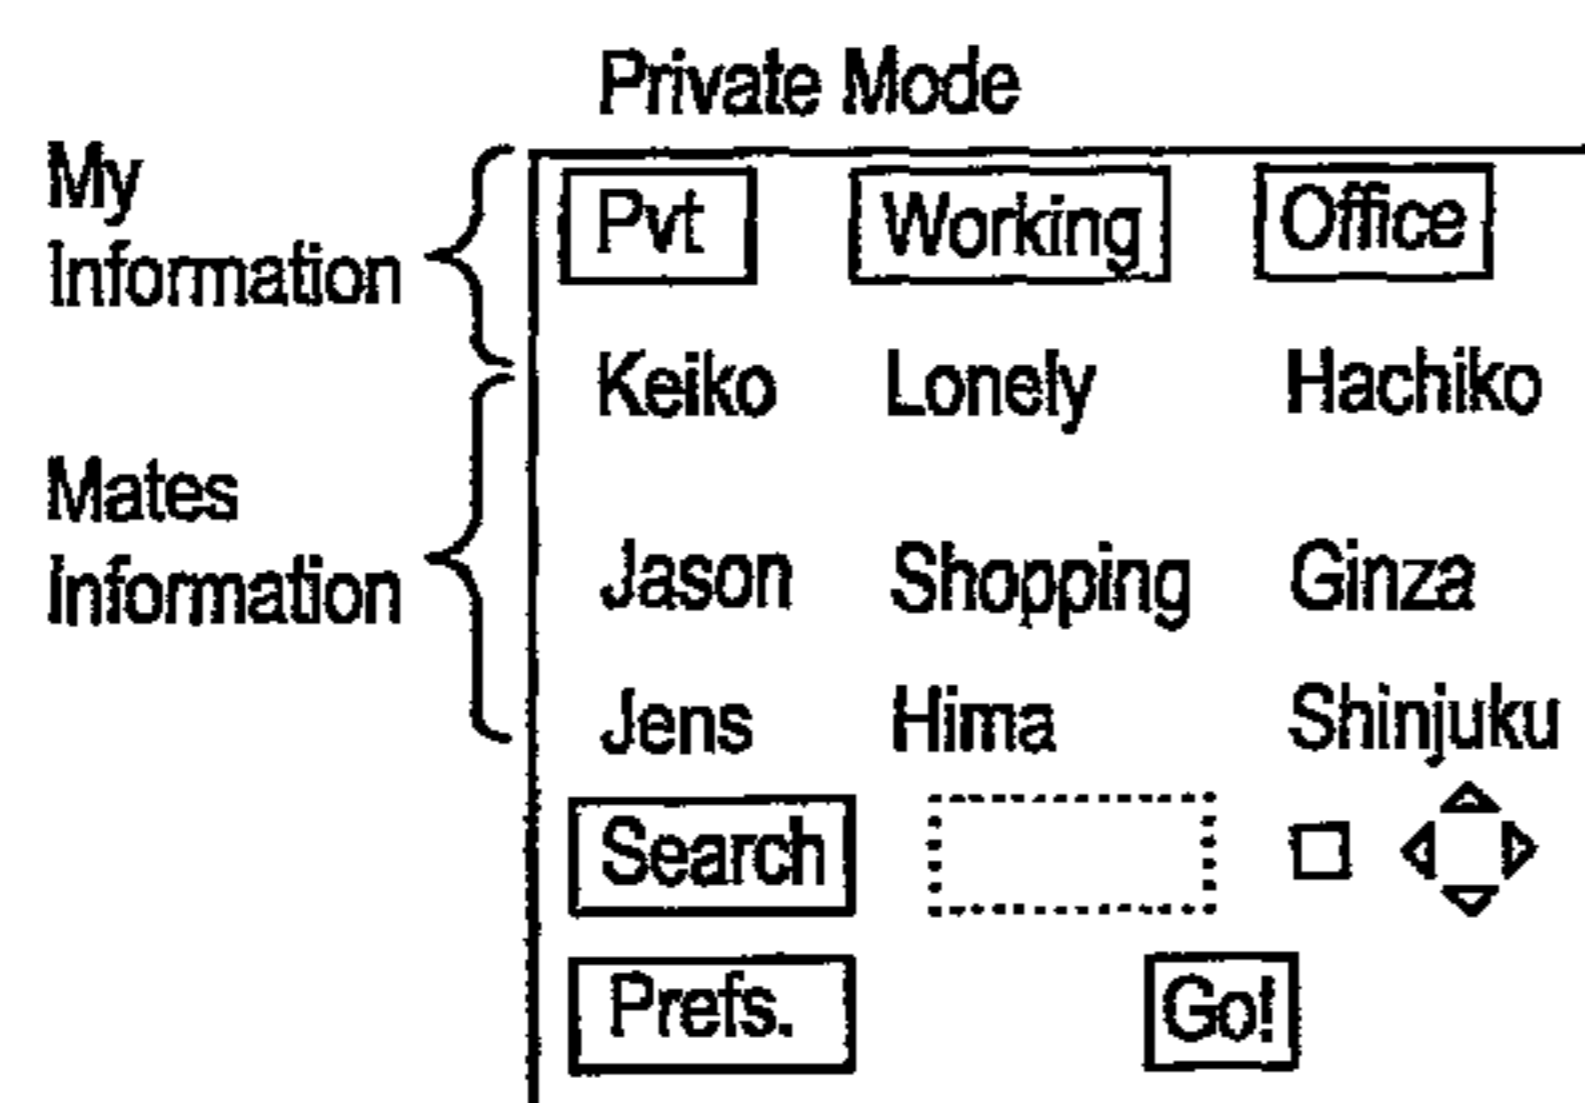 Private Mode
My
Information
Pvt Working Office
Keiko Lonely Hachiko
Mates
Information
Jason Shopping Ginza
Jens Hima Shinjuku
Search
Prefs. Go!